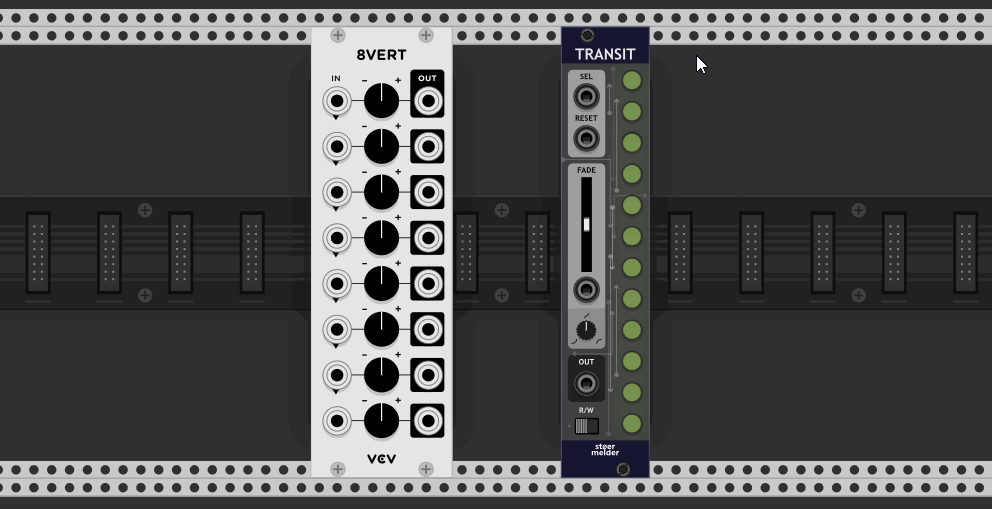 8VERT
IN
OUT
- +
- +
- +
- +
- +
- +
- +
- +
VCV
TRANSIT
SEL
RESET
FADE
OUT
R/W
stoer
melder